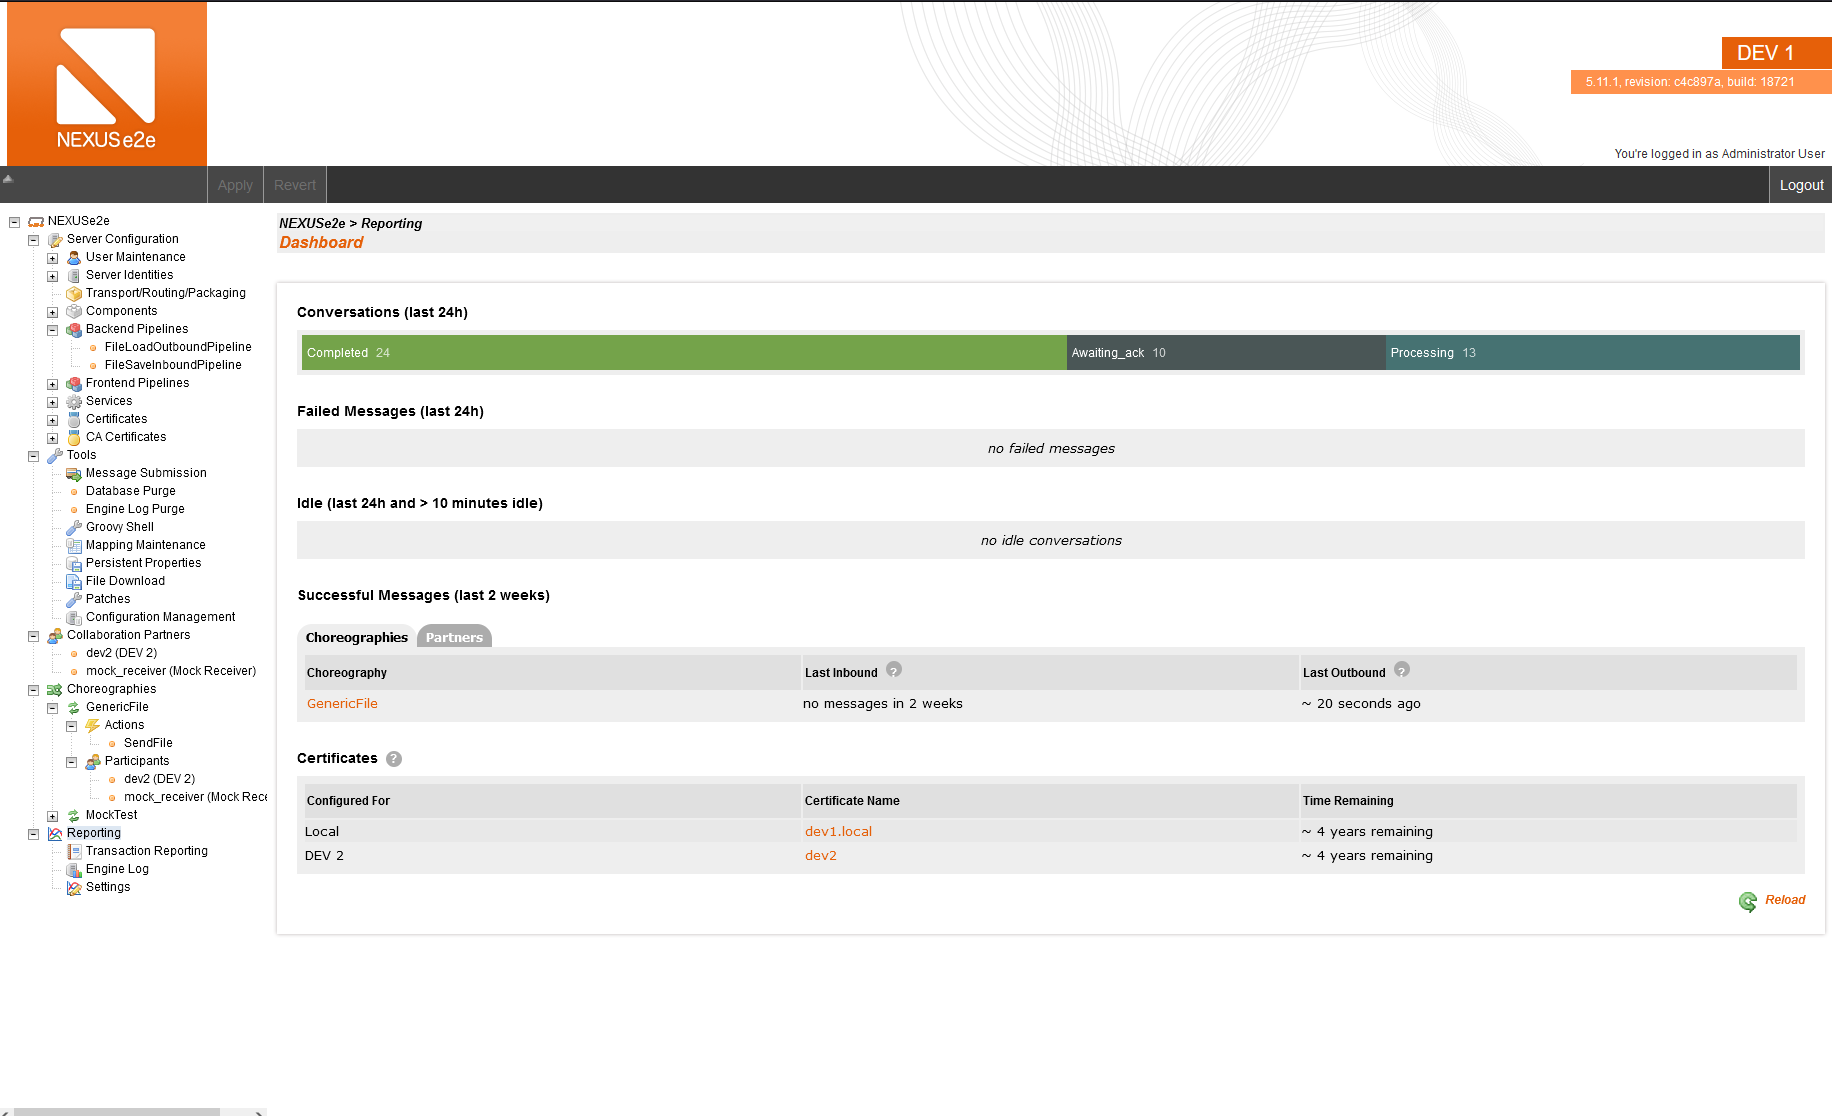 NEXUSe2e
DEV 1
5.11.1, revision: c4c897a, build: 18721
You're logged in as Administrator User
Apply
Revert
Logout
NEXUSe2e
Server Configuration
User Maintenance
Server Identities
Transport/Routing/Packaging
Components
Backend Pipelines
FileLoadOutboundPipeline
FileSaveInboundPipeline
Frontend Pipelines
Services
Certificates
CA Certificates
Tools
Message Submission
Database Purge
Engine Log Purge
Groovy Shell
Mapping Maintenance
Persistent Properties
File Download
Patches
Configuration Management
Collaboration Partners
dev2 (DEV 2)
mock_receiver (Mock Receiver)
Choreographies
GenericFile
Actions
SendFile
Participants
dev2 (DEV 2)
mock_receiver (Mock Rece
MockTest
Reporting
Transaction Reporting
Engine Log
Settings
NEXUSe2e > Reporting
Dashboard
Conversations (last 24h)
Completed 24 Awaiting_ack 10 Processing 13
Failed Messages (last 24h)
no failed messages
Idle (last 24h and > 10 minutes idle)
no idle conversations
Successful Messages (last 2 weeks)
Choreographies Partners
Choreography Last Inbound ? Last Outbound ?
GenericFile no messages in 2 weeks ~ 20 seconds ago
Certificates ?
Configured For Certificate Name Time Remaining
Local dev1.local ~ 4 years remaining
DEV 2 dev2 ~ 4 years remaining
Reload